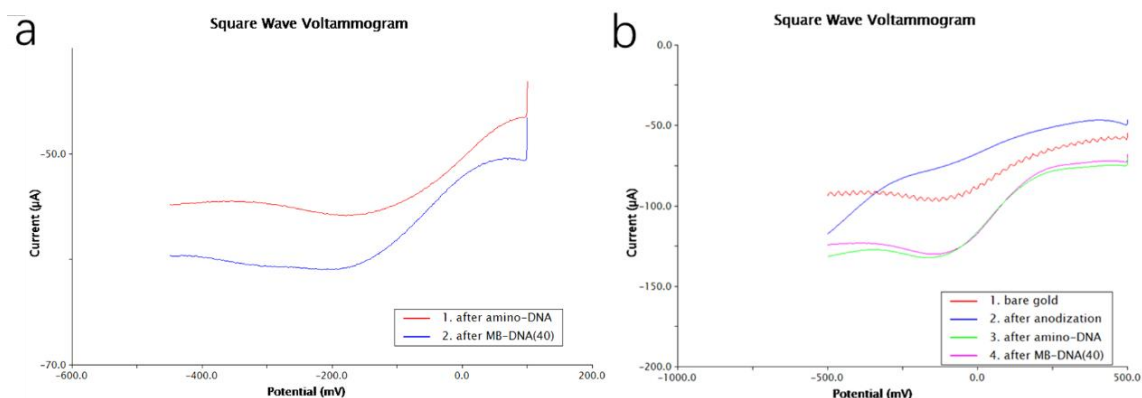 a
Square Wave Voltammogram
Current (µA)
-50.0
-70.0
-600.0 -400.0 -200.0 0.0 200.0
Potential (mV)
1. after amino-DNA
2. after MB-DNA(40)
b
Square Wave Voltammogram
Current (µA)
0.0
-50.0
-100.0
-150.0
-200.0
-1000.0 -500.0 0.0 500.0
Potential (mV)
1. bare gold
2. after anodization
3. after amino-DNA
4. after MB-DNA(40)